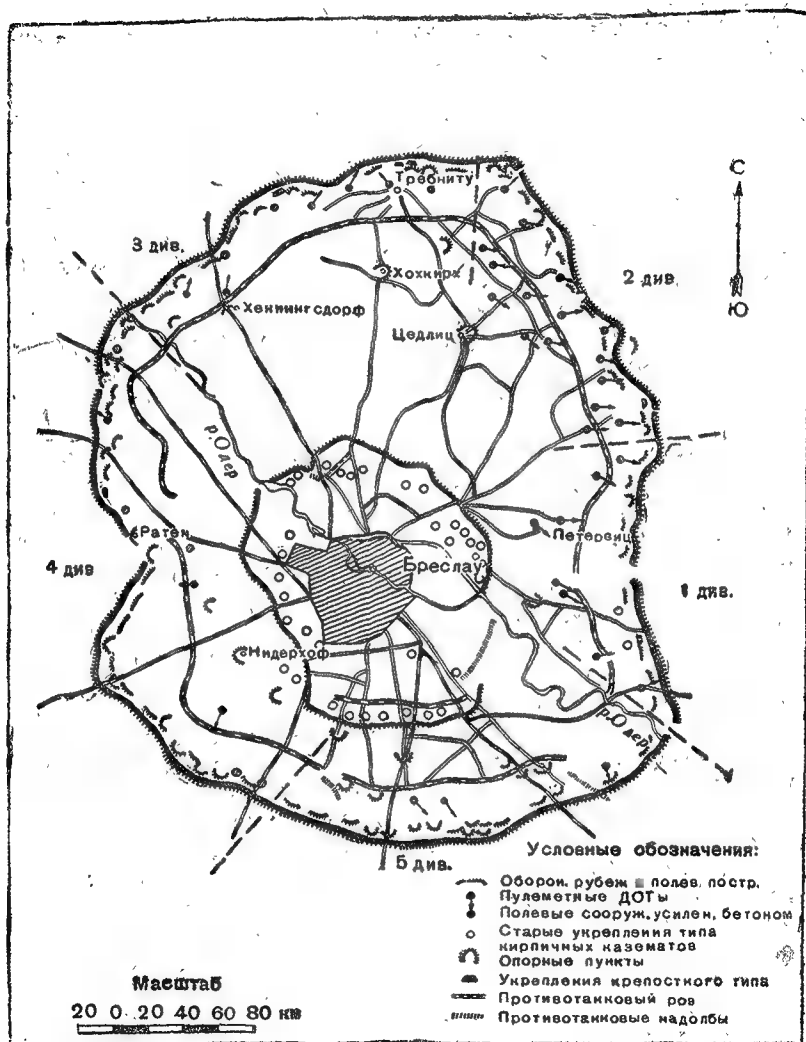 С
Требницу
3 див.
Хохкирх
2 див.
Хеннингсдорф
Ю
Цедлиц
р.Одер
Ратен
Петервиц
Бреслау
4 див
1 див.
Нидерхоф
р.Одер
5 див.
Условные обозначения:
Оборон. рубеж полев. постр.
Пулеметные ДОТы
Полевые сооруж. усилен. бетоном
Старые укрепления типа
кирпичных казематов
Опорные пункты
Укрепления крепостного типа
Противотанковый ров
Противотанковые надолбы
Масштаб
20 0 20 40 60 80 км